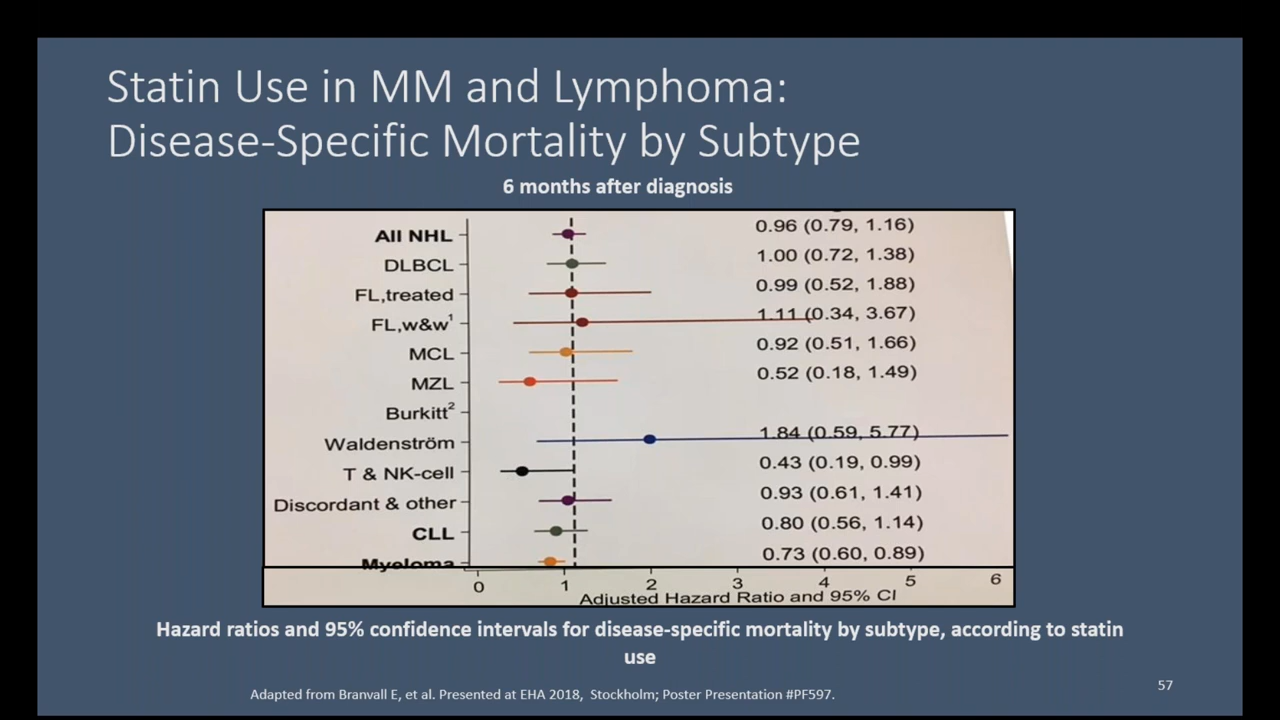 Statin Use in MM and Lymphoma:
Disease-Specific Mortality by Subtype
6 months after diagnosis
All NHL 0.96 (0.79, 1.16)
DLBCL 1.00 (0.72, 1.38)
FL,treated 0.99 (0.52, 1.88)
FL,w&w¹ 1.11 (0.34, 3.67)
MCL 0.92 (0.51, 1.66)
MZL 0.52 (0.18, 1.49)
Burkitt²
Waldenström 1.84 (0.59, 5.77)
T & NK-cell 0.43 (0.19, 0.99)
Discordant & other 0.93 (0.61, 1.41)
CLL 0.80 (0.56, 1.14)
Myeloma 0.73 (0.60, 0.89)
0 1 2 3 4 5 6
Adjusted Hazard Ratio and 95% CI
Hazard ratios and 95% confidence intervals for disease-specific mortality by subtype, according to statin
use
Adapted from Branvall E, et al. Presented at EHA 2018, Stockholm; Poster Presentation #PF597.
57